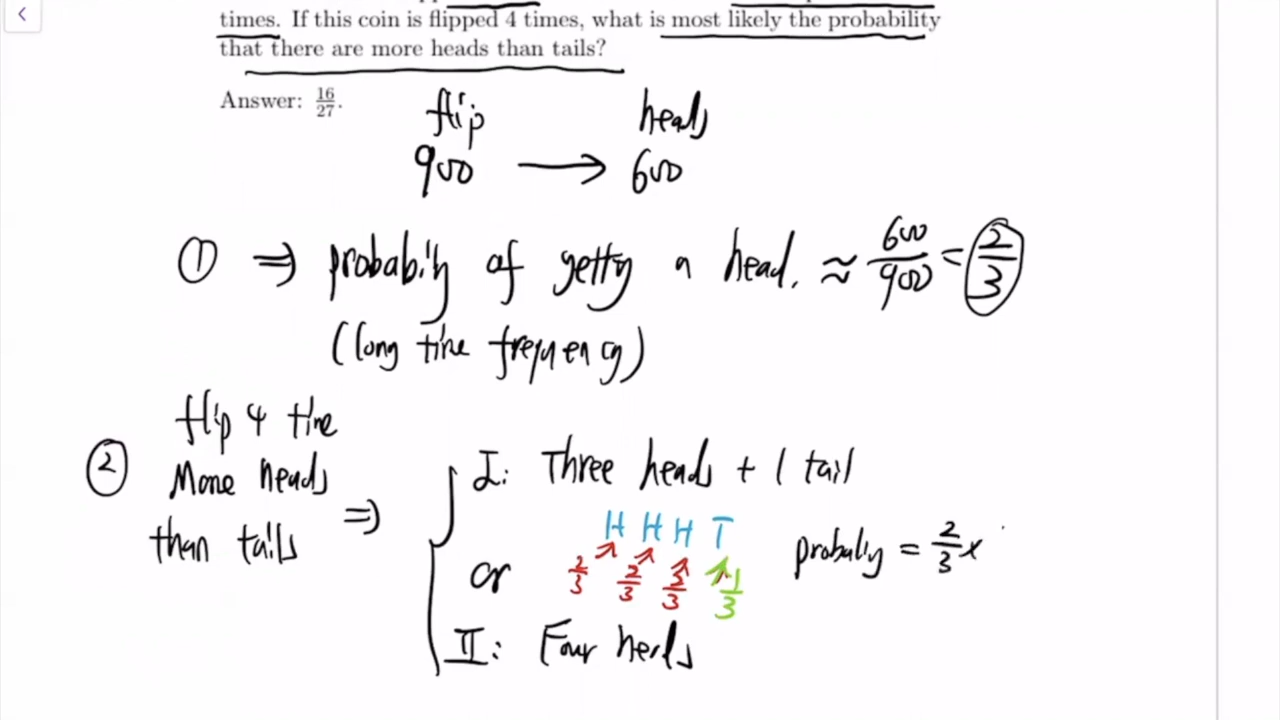 times. If this coin is flipped 4 times, what is most likely the probability
that there are more heads than tails?
Answer: 16/27.
flip heads
900 → 600
① ⇒ probabily of getty a head. ≈ 600/900 = 2/3
(long time frequency)
② flip 4 time
More heads
than tails ⇒
I: Three heads + 1 tail
H H H T
or 2/3 2/3 2/3 1/3 probaliy = 2/3 x
II: Four heads